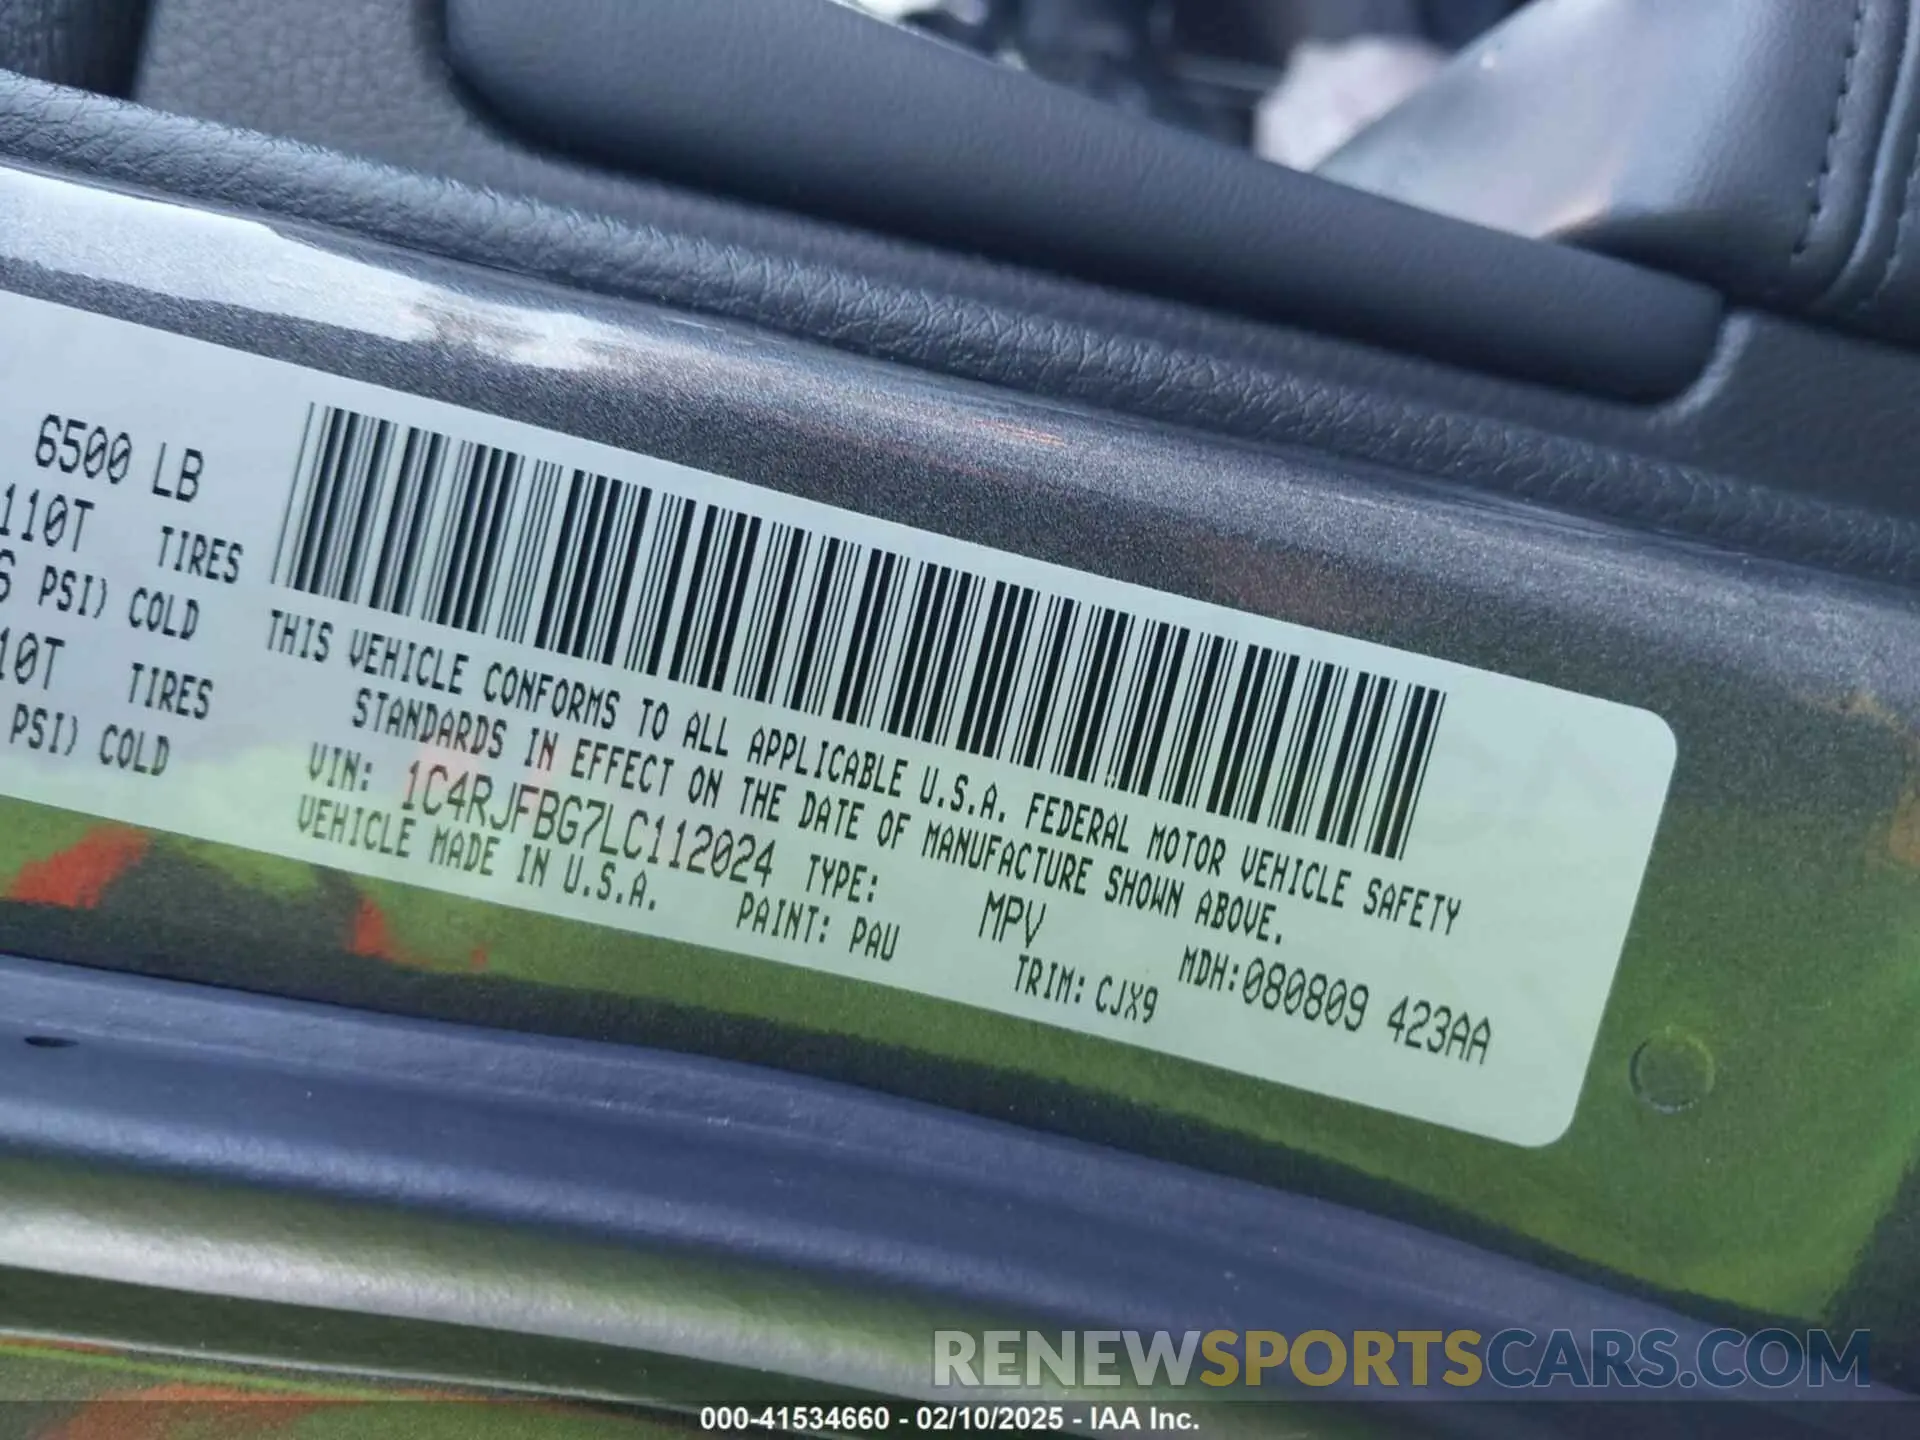 6500 LB
110T TIRES
PSI) COLD
10T TIRES
PSI) COLD
THIS VEHICLE CONFORMS TO ALL APPLICABLE U.S.A. FEDERAL MOTOR VEHICLE SAFETY
STANDARDS IN EFFECT ON THE DATE OF MANUFACTURE SHOWN ABOVE.
VIN: 1C4RJFBG7LC112024 TYPE: MPV MDH:080809 423AA
VEHICLE MADE IN U.S.A. PAINT: PAU TRIM: CJX9
RENEWSPORTSCARS.COM
000-41534660 - 02/10/2025 - IAA Inc.